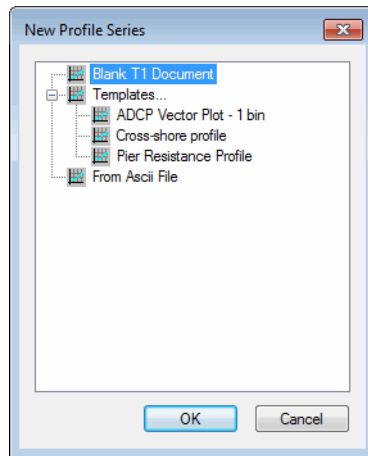 New Profile Series
Blank T1 Document
Templates...
ADCP Vector Plot - 1 bin
Cross-shore profile
Pier Resistance Profile
From Ascii File
OK
Cancel